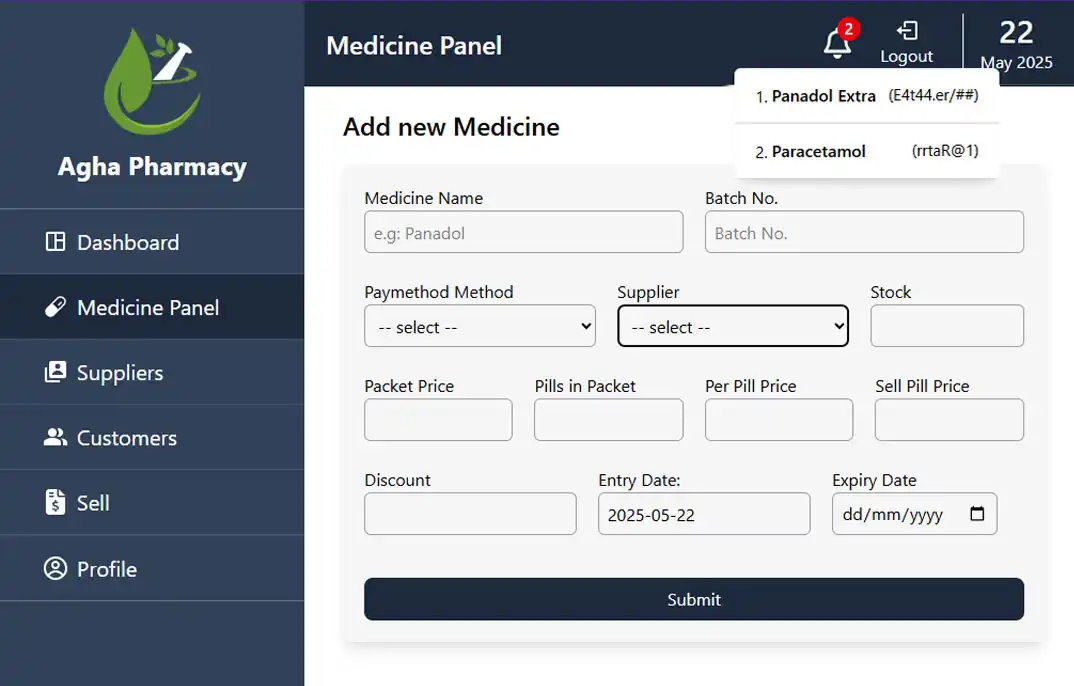 Agha Pharmacy
Dashboard
Medicine Panel
Suppliers
Customers
Sell
Profile
Medicine Panel
2
Logout
22
May 2025
1. Panadol Extra (E4t44.er/##)
2. Paracetamol (rrtaR@1)
Add new Medicine
Medicine Name Batch No.
e.g: Panadol Batch No.
Paymethod Method Supplier Stock
-- select -- -- select --
Packet Price Pills in Packet Per Pill Price Sell Pill Price
Discount Entry Date: Expiry Date
2025-05-22 dd/mm/yyyy
Submit